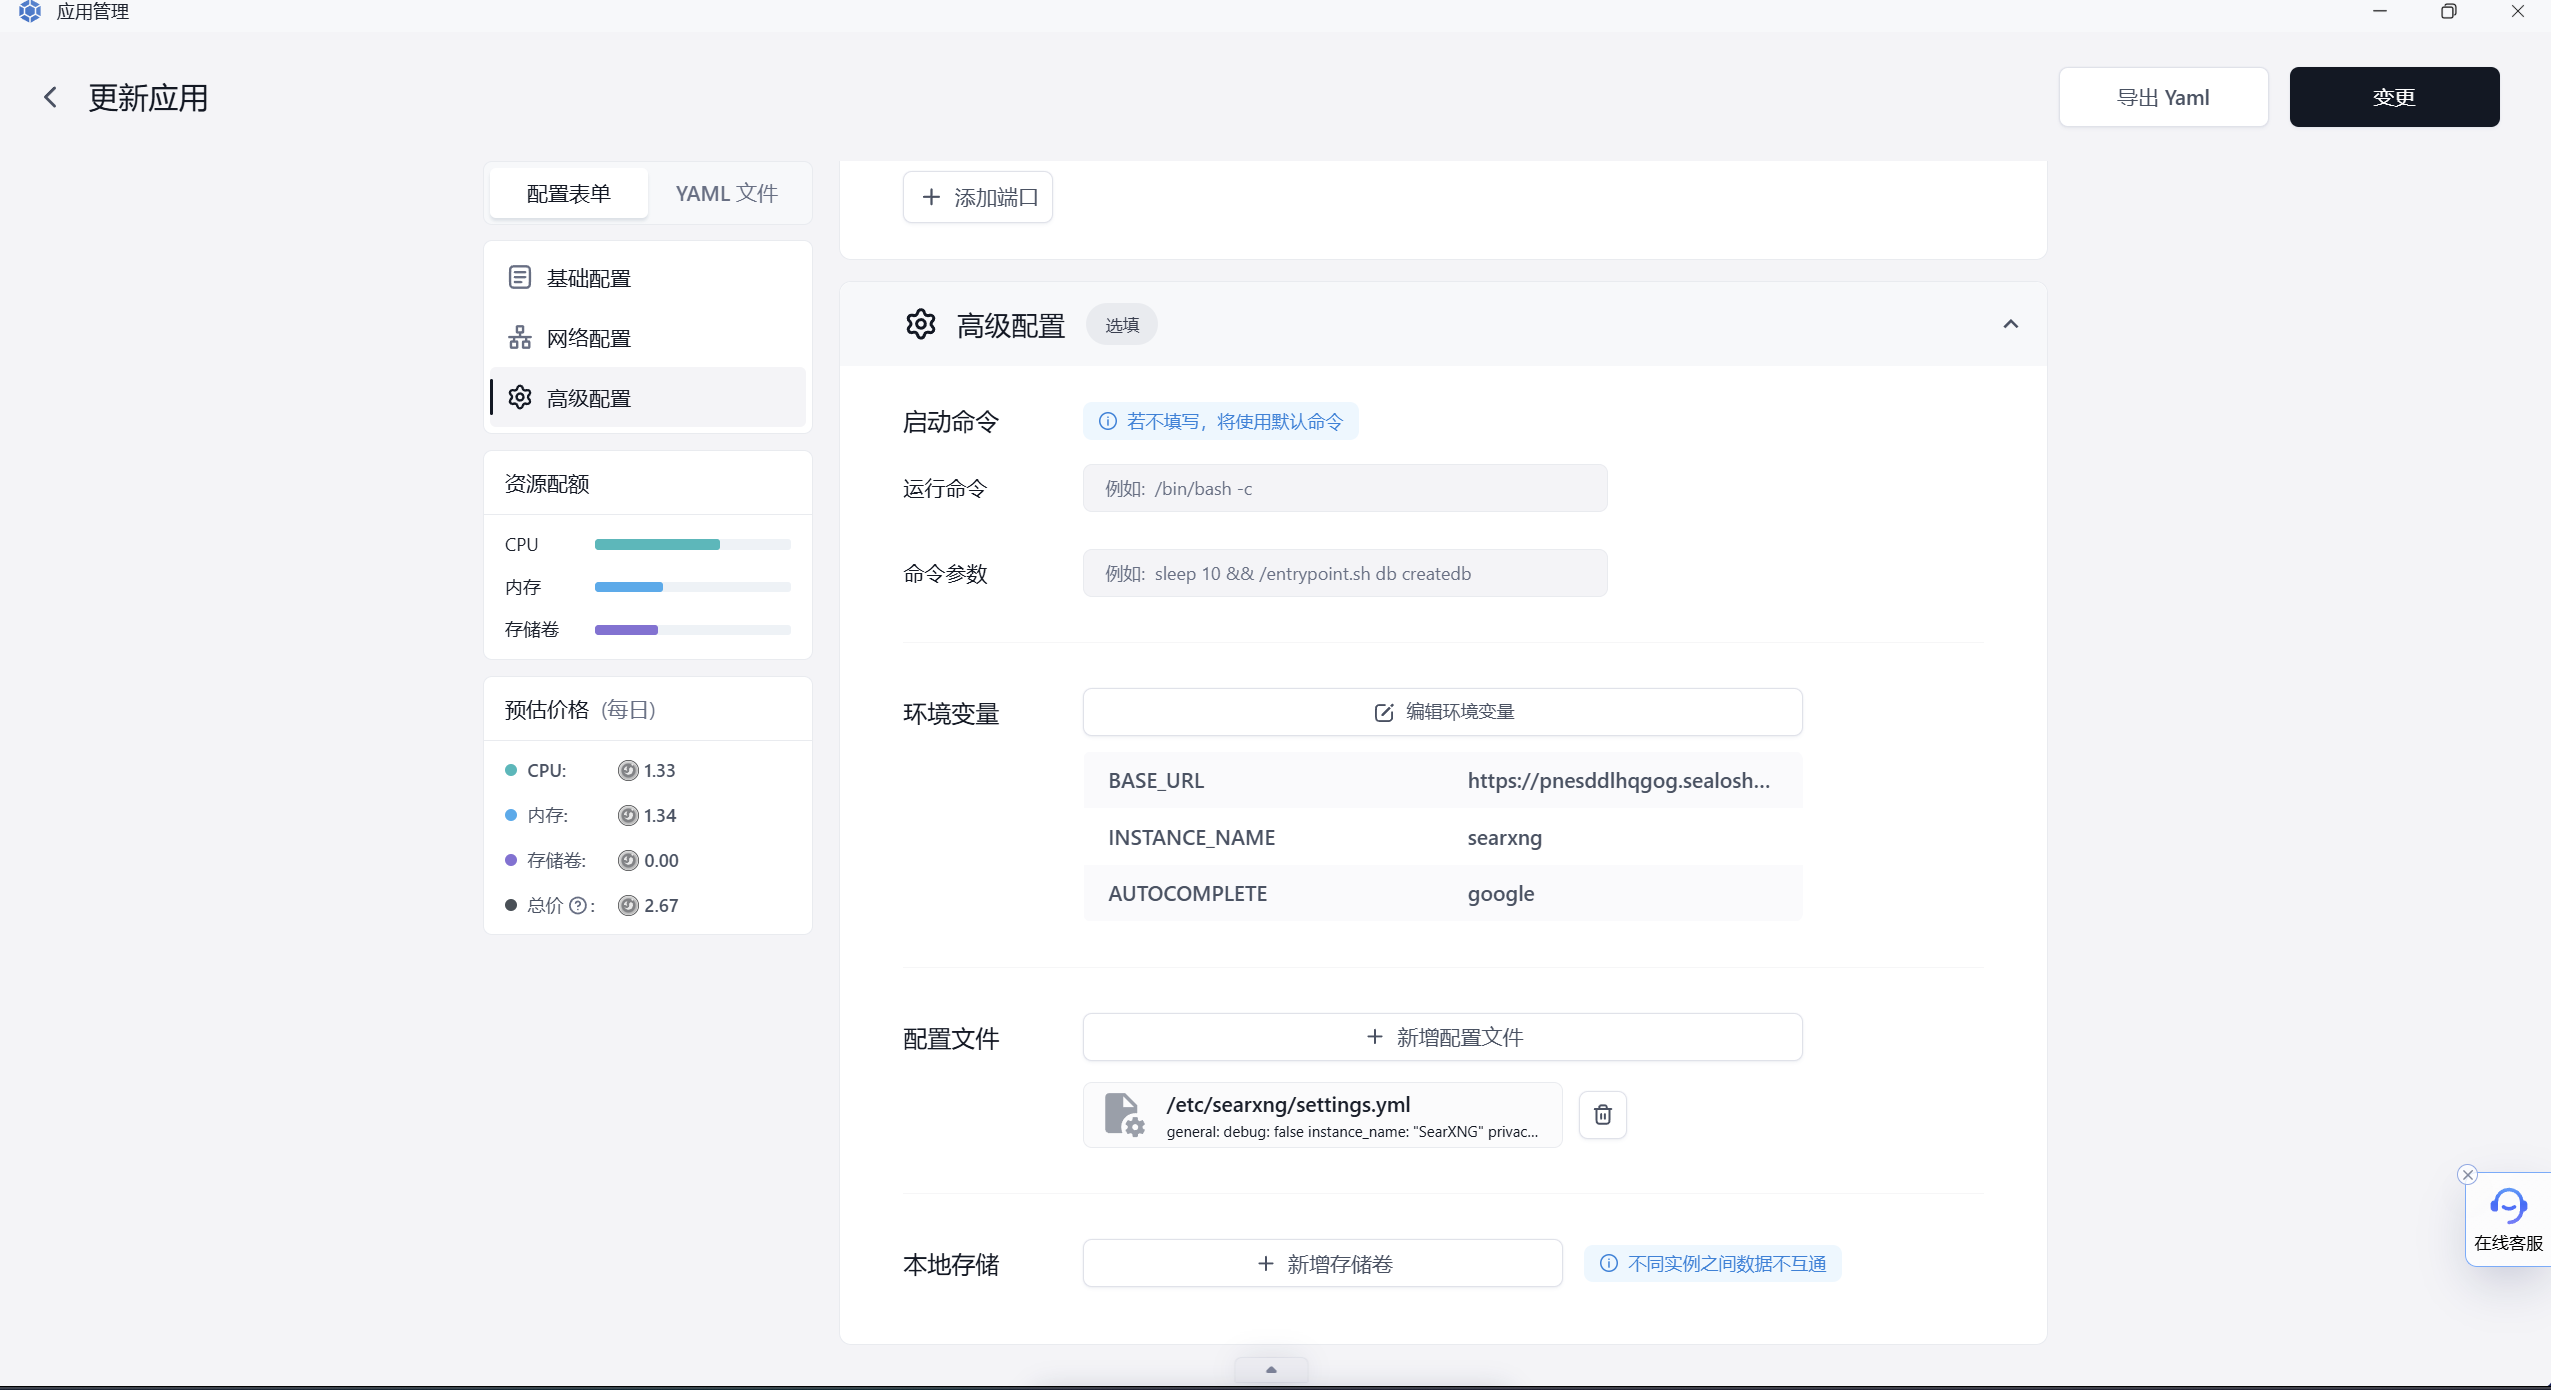 应用管理
更新应用
导出 Yaml
变更
配置表单
YAML 文件
基础配置
网络配置
高级配置
资源配额
CPU
内存
存储卷
预估价格 (每日)
CPU: 1.33
内存: 1.34
存储卷: 0.00
总价 ?: 2.67
+ 添加端口
高级配置 选填
启动命令 若不填写，将使用默认命令
运行命令 例如: /bin/bash -c
命令参数 例如: sleep 10 && /entrypoint.sh db createdb
环境变量 编辑环境变量
BASE_URL https://pnesddlhqgog.sealosh...
INSTANCE_NAME searxng
AUTOCOMPLETE google
配置文件 + 新增配置文件
/etc/searxng/settings.yml
general: debug: false instance_name: "SearXNG" privac...
本地存储 + 新增存储卷 不同实例之间数据不互通
在线客服